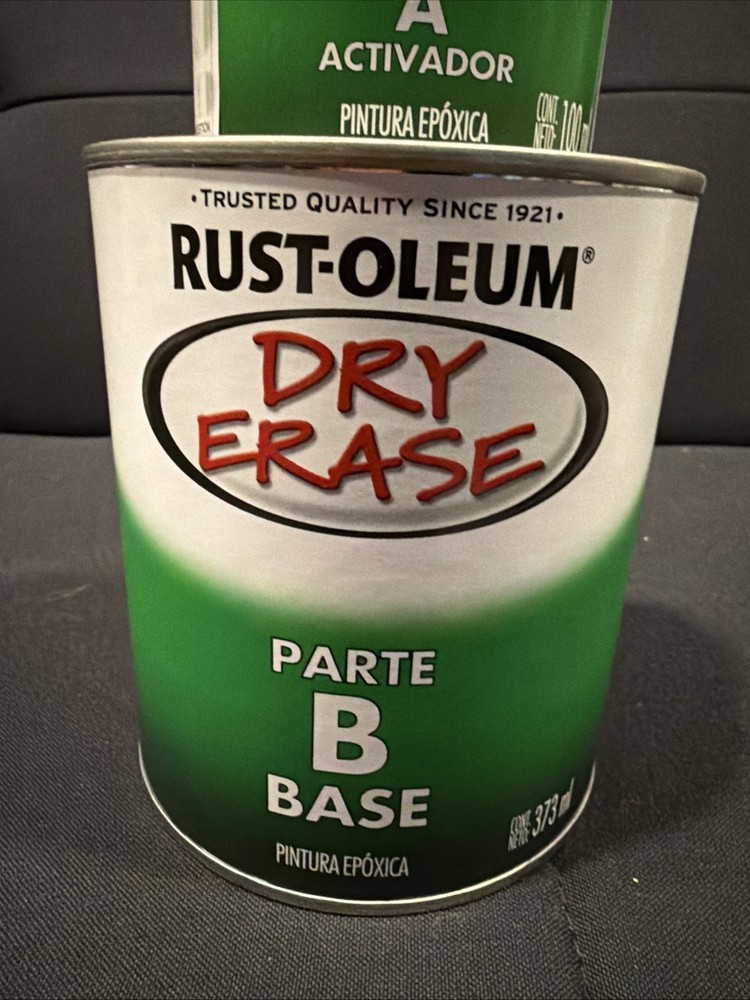 A
ACTIVADOR
PINTURA EPÓXICA
CONT.
NETO: 100 ml
•TRUSTED QUALITY SINCE 1921•
RUST-OLEUM®
DRY
ERASE
PARTE
B
BASE
CONT.
NETO: 373 ml
PINTURA EPÓXICA